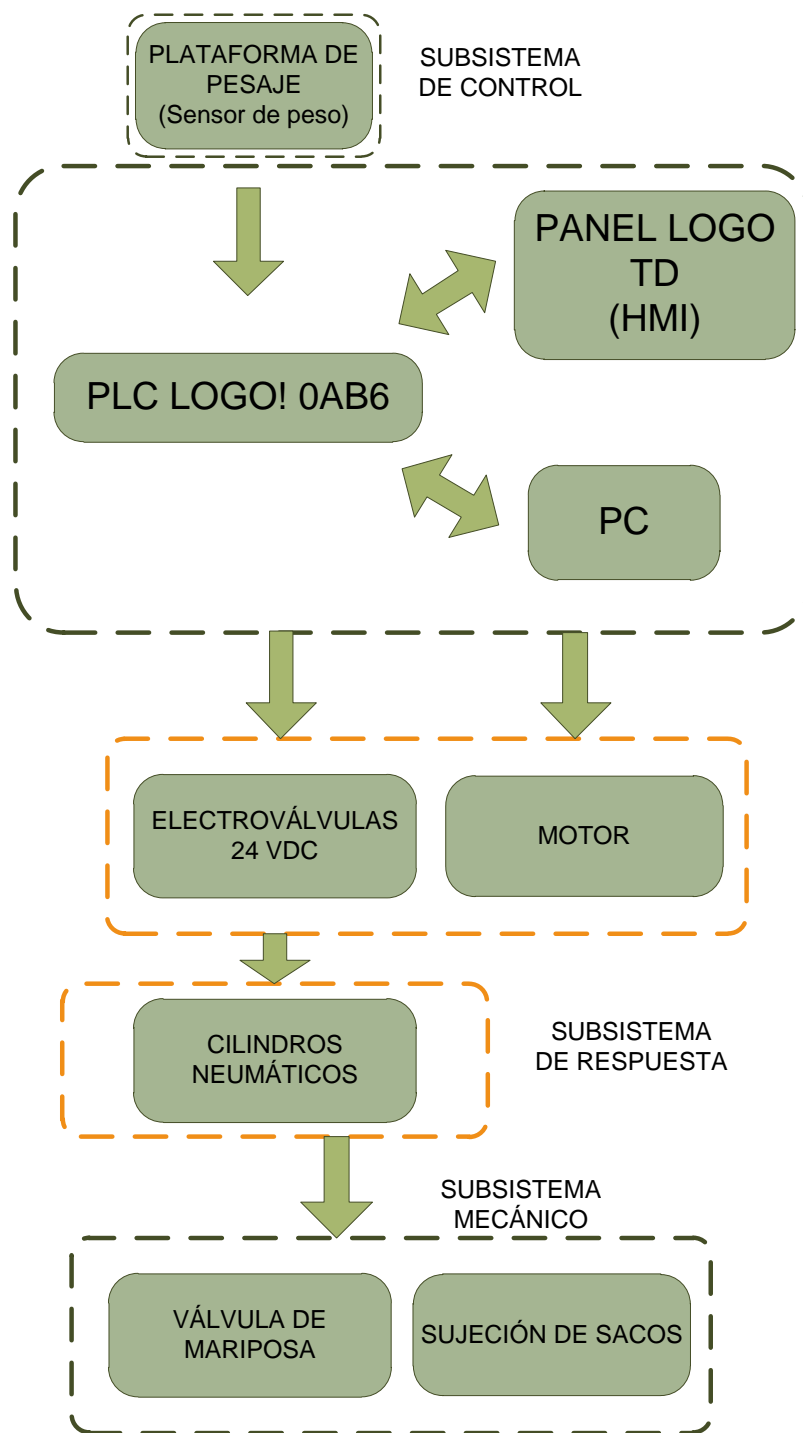 PLATAFORMA DE
PESAJE
(Sensor de peso)
SUBSISTEMA
DE CONTROL
PANEL LOGO
TD
(HMI)
PLC LOGO! 0AB6
PC
ELECTROVÁLVULAS
24 VDC
MOTOR
CILINDROS
NEUMÁTICOS
SUBSISTEMA
DE RESPUESTA
SUBSISTEMA
MECÁNICO
VÁLVULA DE
MARIPOSA
SUJECIÓN DE SACOS